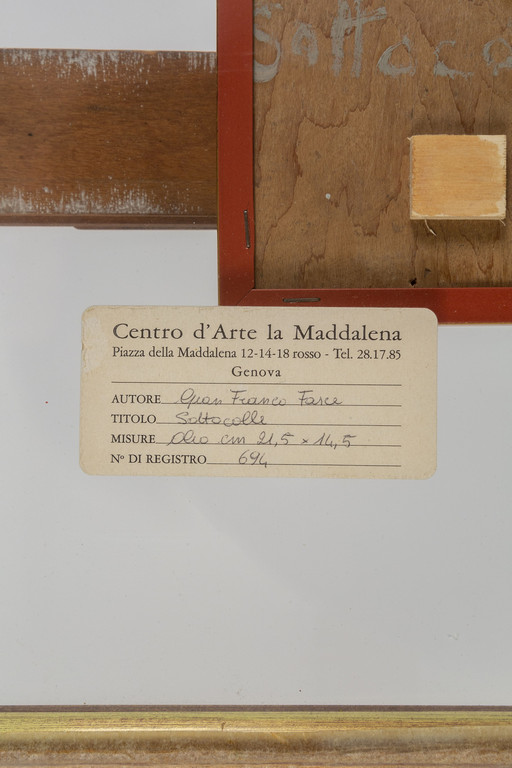 Sottoco
Centro d'Arte la Maddalena
Piazza della Maddalena 12-14-18 rosso - Tel. 28.17.85
Genova
AUTORE Gian Franco Fasce
TITOLO Sottocolle
MISURE olio cm 21,5 x 14,5
Nº DI REGISTRO 694